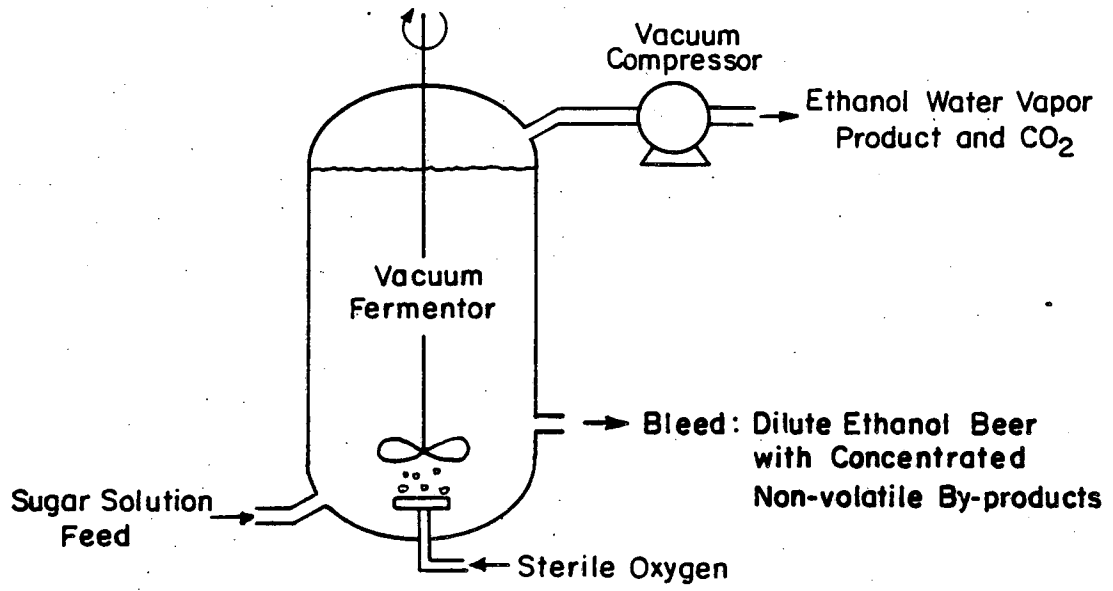 Vacuum
Compressor
Ethanol Water Vapor
Product and CO₂
Vacuum
Fermentor
Bleed: Dilute Ethanol Beer
with Concentrated
Non-volatile By-products
Sugar Solution
Feed
Sterile Oxygen